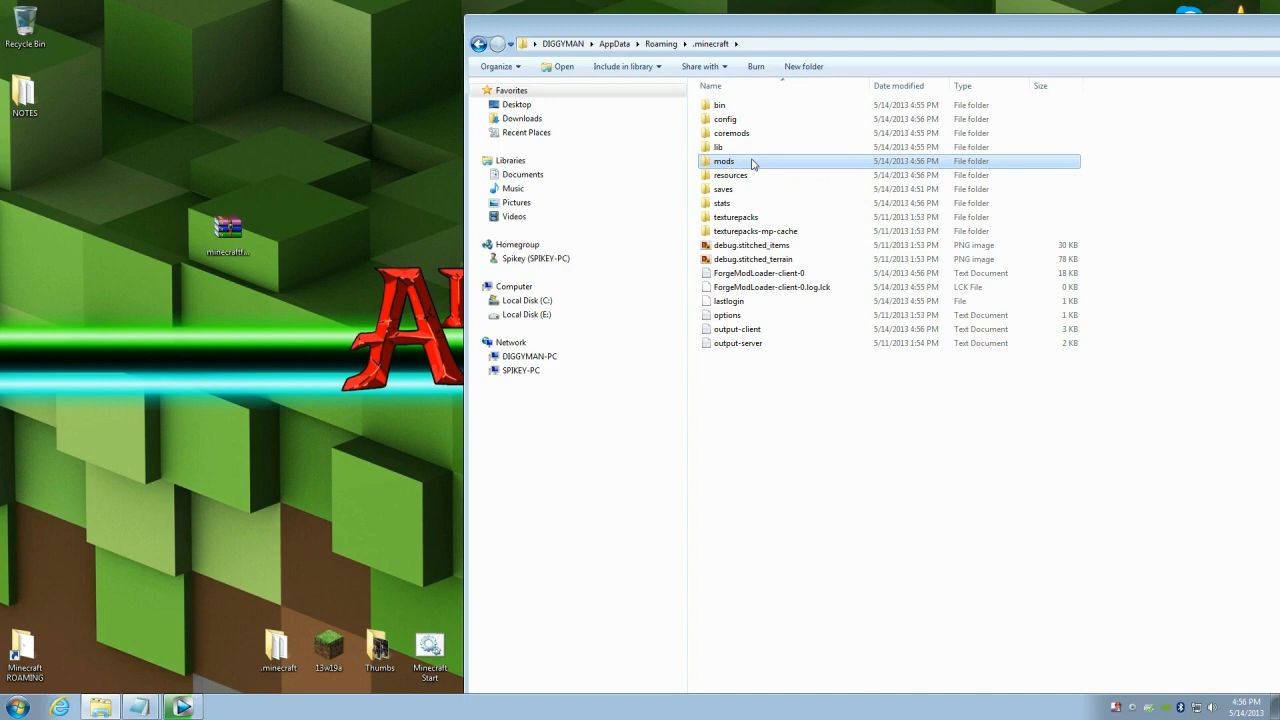 Recycle Bin
NOTES
minecraftf...
Minecraft
ROAMING
.minecraft
13w19a
Thumbs
Minecraft
Start
DIGGYMAN
AppData
Roaming
.minecraft
Organize
Open
Include in library
Share with
Burn
New folder
Favorites
Desktop
Downloads
Recent Places
Libraries
Documents
Music
Pictures
Videos
Homegroup
Spikey (SPIKEY-PC)
Computer
Local Disk (C:)
Local Disk (E:)
Network
DIGGYMAN-PC
SPIKEY-PC
Name Date modified Type Size
bin 5/14/2013 4:55 PM File folder
config 5/14/2013 4:56 PM File folder
coremods 5/14/2013 4:55 PM File folder
lib 5/14/2013 4:55 PM File folder
mods 5/14/2013 4:56 PM File folder
resources 5/14/2013 4:56 PM File folder
saves 5/14/2013 4:51 PM File folder
stats 5/14/2013 4:56 PM File folder
texturepacks 5/11/2013 1:53 PM File folder
texturepacks-mp-cache 5/11/2013 1:53 PM File folder
debug.stitched_items 5/11/2013 1:53 PM PNG image 30 KB
debug.stitched_terrain 5/11/2013 1:53 PM PNG image 78 KB
ForgeModLoader-client-0 5/14/2013 4:56 PM Text Document 18 KB
ForgeModLoader-client-0.log.lck 5/14/2013 4:55 PM LCK File 0 KB
lastlogin 5/14/2013 4:55 PM File 1 KB
options 5/11/2013 1:53 PM Text Document 1 KB
output-client 5/14/2013 4:56 PM Text Document 3 KB
output-server 5/11/2013 1:54 PM Text Document 2 KB
4:56 PM
5/14/2013